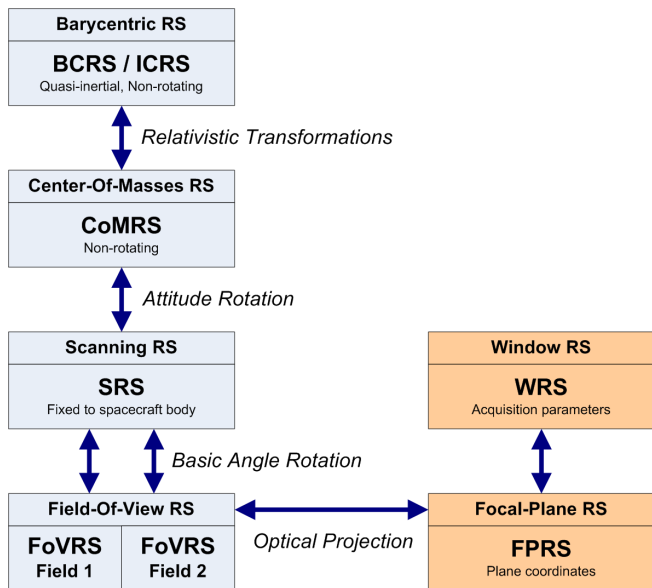 Barycentric RS
BCRS / ICRS
Quasi-inertial, Non-rotating
Relativistic Transformations
Center-Of-Masses RS
CoMRS
Non-rotating
Attitude Rotation
Scanning RS
SRS
Fixed to spacecraft body
Window RS
WRS
Acquisition parameters
Basic Angle Rotation
Field-Of-View RS
FoVRS
Field 1
FoVRS
Field 2
Optical Projection
Focal-Plane RS
FPRS
Plane coordinates